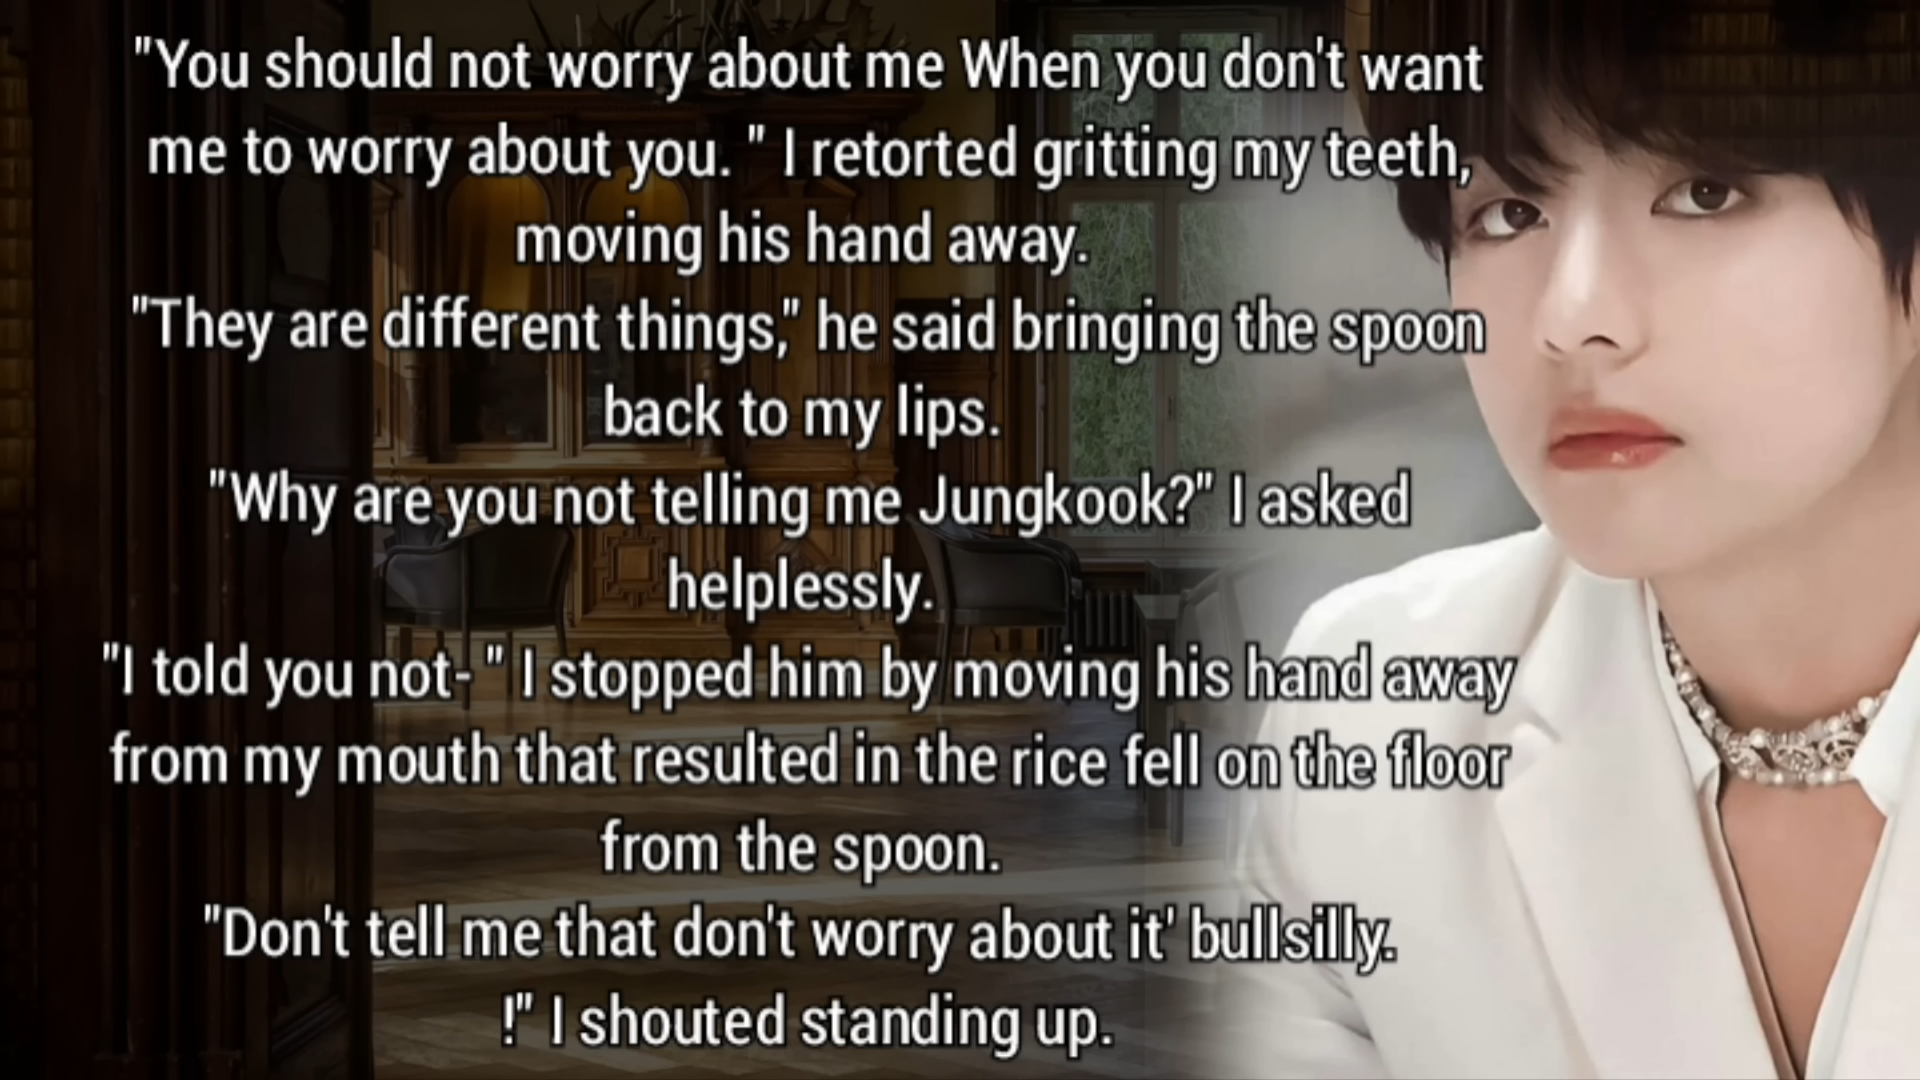 "You should not worry about me When you don't want
me to worry about you. " I retorted gritting my teeth,
moving his hand away.
"They are different things," he said bringing the spoon
back to my lips.
"Why are you not telling me Jungkook?" I asked
helplessly.
"I told you not- " I stopped him by moving his hand away
from my mouth that resulted in the rice fell on the floor
from the spoon.
"Don't tell me that don't worry about it' bullsilly.
!" I shouted standing up.